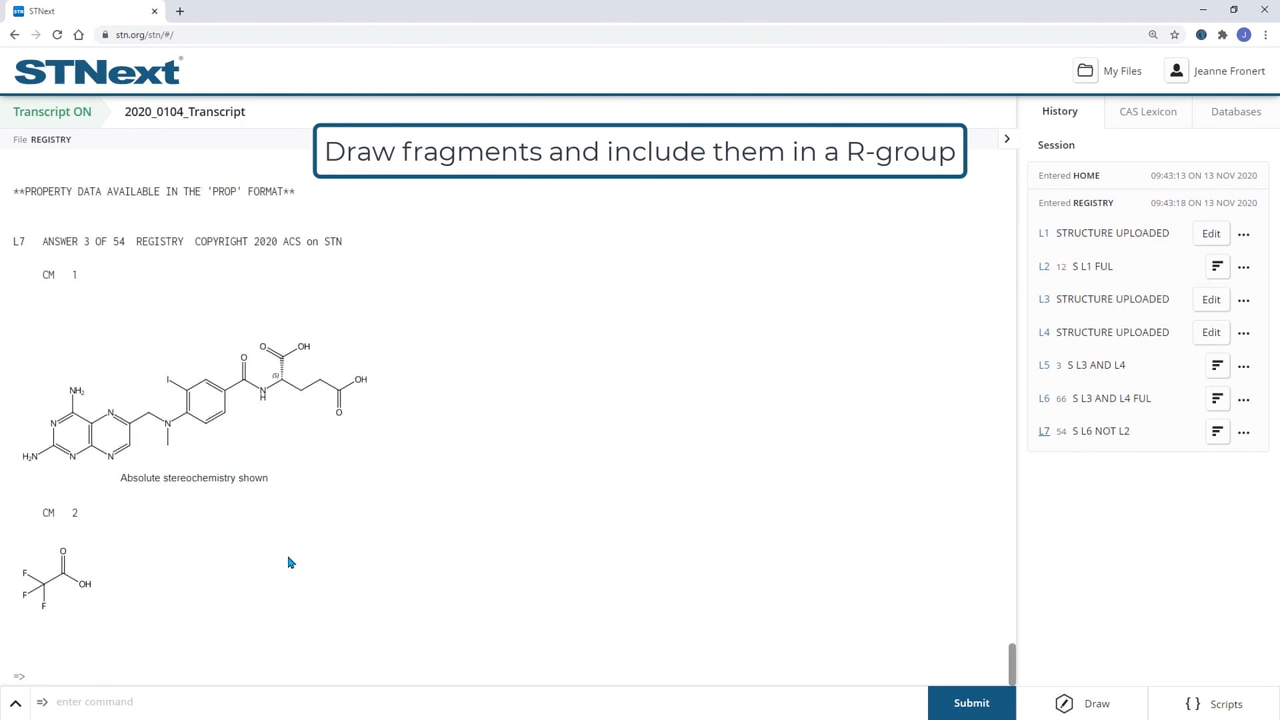 STNext
stn.org/stn/#/
J
STNext®
My Files
Jeanne Fronert
Transcript ON
2020_0104_Transcript
History
CAS Lexicon
Databases
File REGISTRY
Draw fragments and include them in a R-group
Session
Entered HOME 09:43:13 ON 13 NOV 2020
Entered REGISTRY 09:43:18 ON 13 NOV 2020
L1 STRUCTURE UPLOADED Edit
L2 12 S L1 FUL
L3 STRUCTURE UPLOADED Edit
L4 STRUCTURE UPLOADED Edit
L5 3 S L3 AND L4
L6 66 S L3 AND L4 FUL
L7 54 S L6 NOT L2
**PROPERTY DATA AVAILABLE IN THE 'PROP' FORMAT**
L7 ANSWER 3 OF 54 REGISTRY COPYRIGHT 2020 ACS on STN
CM 1
O OH
O I (S)
NH2 N N H OH
N N O
H2N N N
Absolute stereochemistry shown
CM 2
O
F OH
F
F
=>
=> enter command
Submit
Draw
{ } Scripts